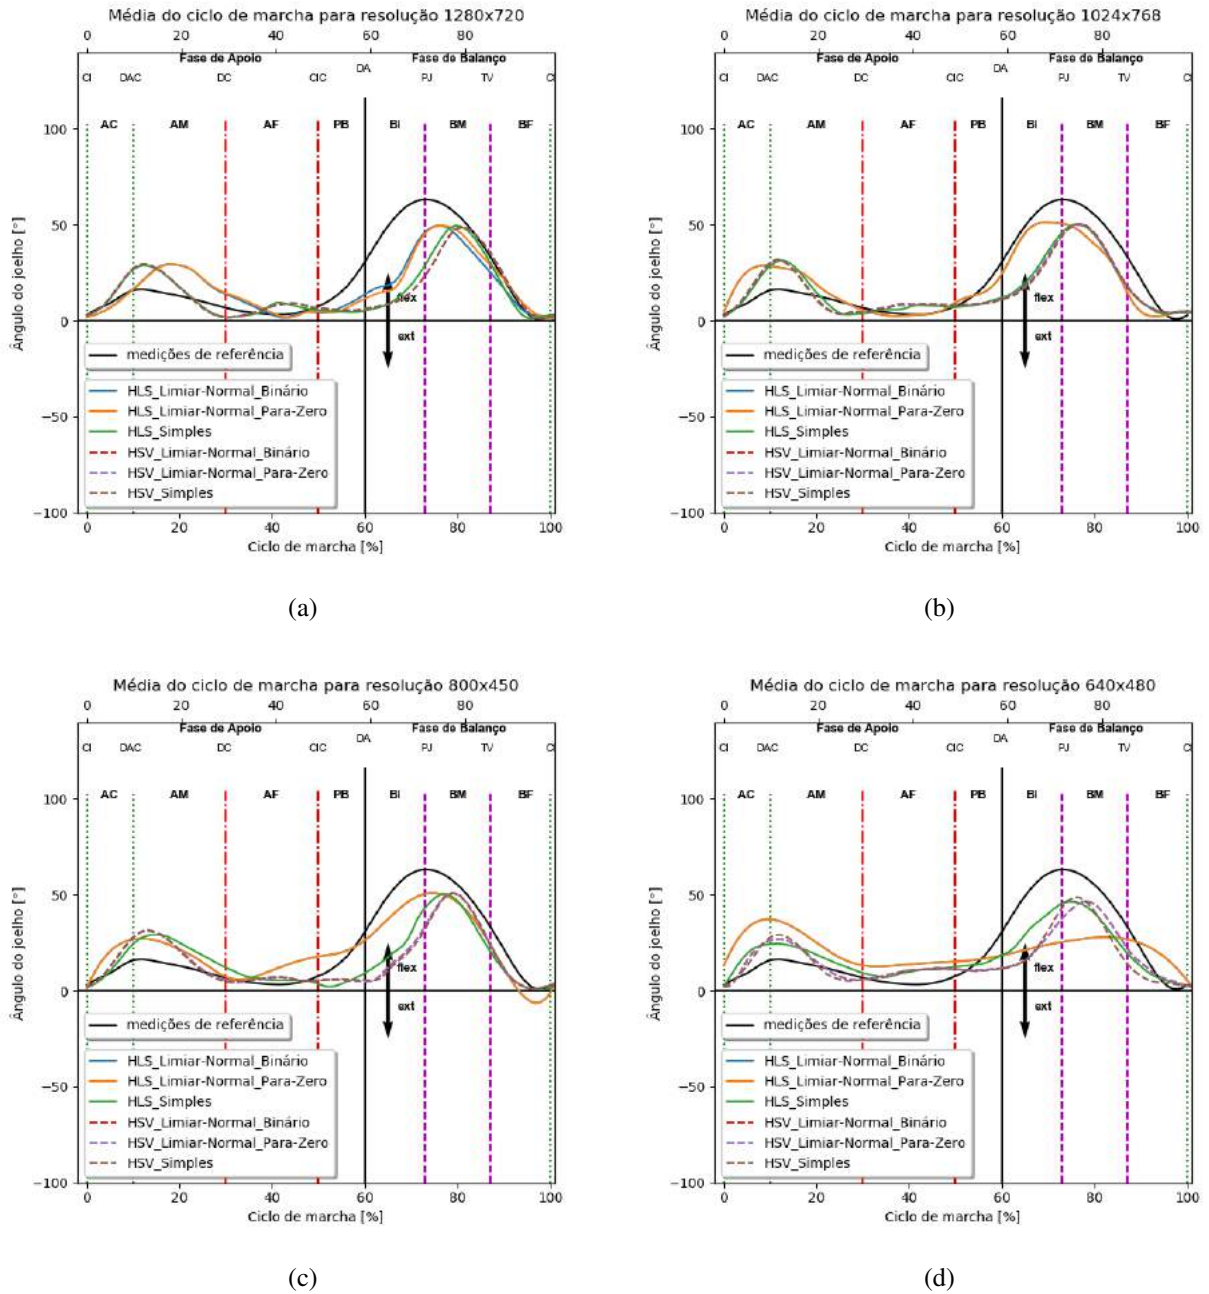 Média do ciclo de marcha para resolução 1280x720
0 20 40 60 80
Fase de Apoio Fase de Balanço
DA
CI DAC DC CIC PJ TV C
AC AM AF PB BI BM BF
100
50
0
−50
−100
Ângulo do joelho [°]
flex
ext
medições de referência
HLS_Limiar-Normal_Binário
HLS_Limiar-Normal_Para-Zero
HLS_Simples
HSV_Limiar-Normal_Binário
HSV_Limiar-Normal_Para-Zero
HSV_Simples
0 20 40 60 80 100
Ciclo de marcha [%]
(a)
Média do ciclo de marcha para resolução 1024x768
0 20 40 60 80
Fase de Apoio Fase de Balanço
DA
CI DAC DC CIC PJ TV C
AC AM AF PB BI BM BF
100
50
0
−50
−100
Ângulo do joelho [°]
flex
ext
medições de referência
HLS_Limiar-Normal_Binário
HLS_Limiar-Normal_Para-Zero
HLS_Simples
HSV_Limiar-Normal_Binário
HSV_Limiar-Normal_Para-Zero
HSV_Simples
0 20 40 60 80 100
Ciclo de marcha [%]
(b)
Média do ciclo de marcha para resolução 800x450
0 20 40 60 80
Fase de Apoio Fase de Balanço
DA
CI DAC DC CIC PJ TV C
AC AM AF PB BI BM BF
100
50
0
−50
−100
Ângulo do joelho [°]
flex
ext
medições de referência
HLS_Limiar-Normal_Binário
HLS_Limiar-Normal_Para-Zero
HLS_Simples
HSV_Limiar-Normal_Binário
HSV_Limiar-Normal_Para-Zero
HSV_Simples
0 20 40 60 80 100
Ciclo de marcha [%]
(c)
Média do ciclo de marcha para resolução 640x480
0 20 40 60 80
Fase de Apoio Fase de Balanço
DA
CI DAC DC CIC PJ TV C
AC AM AF PB BI BM BF
100
50
0
−50
−100
Ângulo do joelho [°]
flex
ext
medições de referência
HLS_Limiar-Normal_Binário
HLS_Limiar-Normal_Para-Zero
HLS_Simples
HSV_Limiar-Normal_Binário
HSV_Limiar-Normal_Para-Zero
HSV_Simples
0 20 40 60 80 100
Ciclo de marcha [%]
(d)